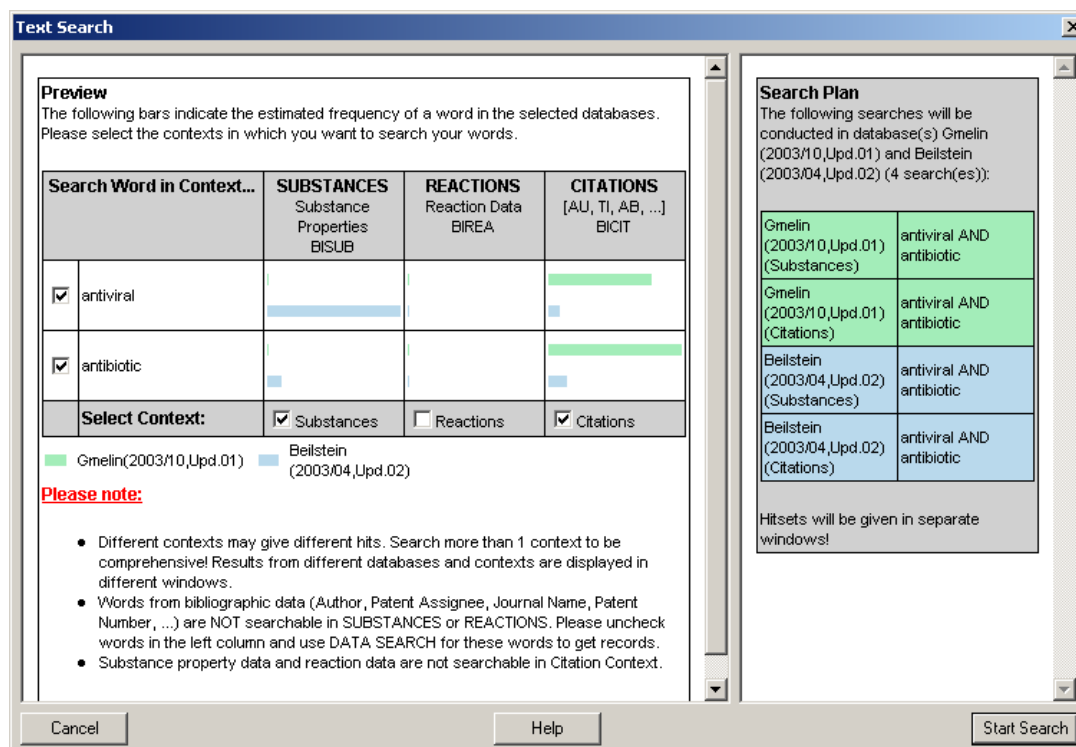 Text Search
Preview
The following bars indicate the estimated frequency of a word in the selected databases.
Please select the contexts in which you want to search your words.
Search Word in Context...
SUBSTANCES
Substance
Properties
BISUB
REACTIONS
Reaction Data
BIREA
CITATIONS
[AU, TI, AB, ...]
BICIT
antiviral
antibiotic
Select Context:
Substances
Reactions
Citations
Gmelin(2003/10,Upd.01)
Beilstein
(2003/04,Upd.02)
Please note:
Different contexts may give different hits. Search more than 1 context to be
comprehensive! Results from different databases and contexts are displayed in
different windows.
Words from bibliographic data (Author, Patent Assignee, Journal Name, Patent
Number, ...) are NOT searchable in SUBSTANCES or REACTIONS. Please uncheck
words in the left column and use DATA SEARCH for these words to get records.
Substance property data and reaction data are not searchable in Citation Context.
Search Plan
The following searches will be
conducted in database(s) Gmelin
(2003/10,Upd.01) and Beilstein
(2003/04,Upd.02) (4 search(es)):
Gmelin
(2003/10,Upd.01)
(Substances)
antiviral AND
antibiotic
Gmelin
(2003/10,Upd.01)
(Citations)
antiviral AND
antibiotic
Beilstein
(2003/04,Upd.02)
(Substances)
antiviral AND
antibiotic
Beilstein
(2003/04,Upd.02)
(Citations)
antiviral AND
antibiotic
Hitsets will be given in separate
windows!
Cancel
Help
Start Search